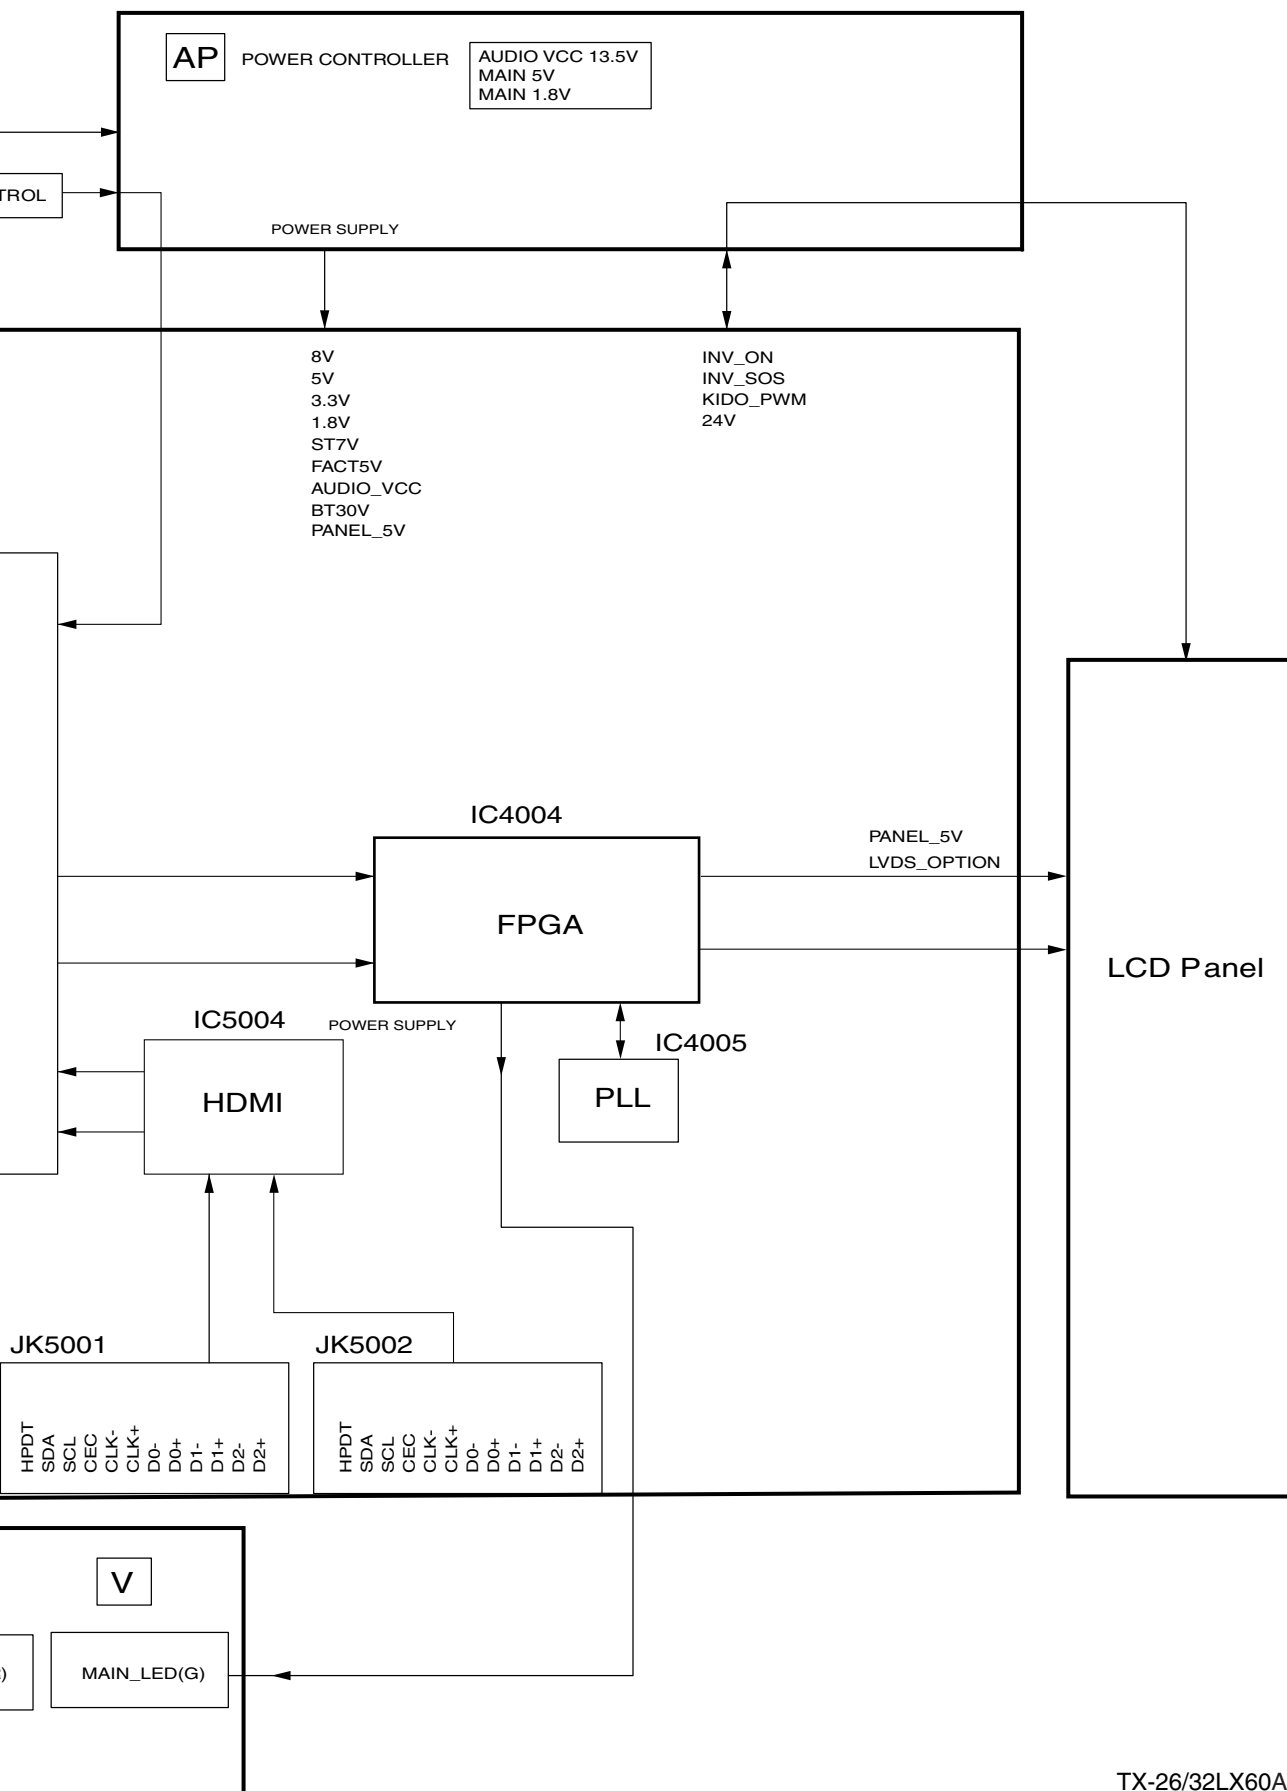 AP
POWER CONTROLLER
AUDIO VCC 13.5V
MAIN 5V
MAIN 1.8V
TROL
POWER SUPPLY
8V
5V
3.3V
1.8V
ST7V
FACT5V
AUDIO_VCC
BT30V
PANEL_5V
INV_ON
INV_SOS
KIDO_PWM
24V
IC4004
FPGA
PANEL_5V
LVDS_OPTION
LCD Panel
IC5004
POWER SUPPLY
HDMI
IC4005
PLL
JK5001
HPDT
SDA
SCL
CEC
CLK-
CLK+
D0-
D0+
D1-
D1+
D2-
D2+
JK5002
HPDT
SDA
SCL
CEC
CLK-
CLK+
D0-
D0+
D1-
D1+
D2-
D2+
V
)
MAIN_LED(G)
TX-26/32LX60A